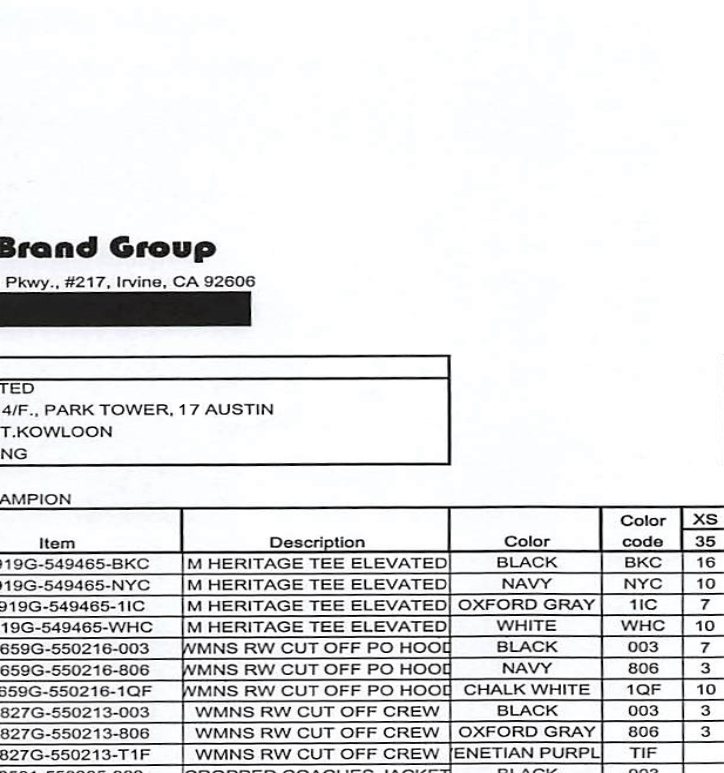 Brand Group
Pkwy., #217, Irvine, CA 92606
TED
4/F., PARK TOWER, 17 AUSTIN
T.KOWLOON
NG
AMPION
Item Description Color Color code XS 35
919G-549465-BKC M HERITAGE TEE ELEVATED BLACK BKC 16
919G-549465-NYC M HERITAGE TEE ELEVATED NAVY NYC 10
919G-549465-1IC M HERITAGE TEE ELEVATED OXFORD GRAY 1IC 7
19G-549465-WHC M HERITAGE TEE ELEVATED WHITE WHC 10
659G-550216-003 WMNS RW CUT OFF PO HOOD BLACK 003 7
659G-550216-806 WMNS RW CUT OFF PO HOOD NAVY 806 3
659G-550216-1QF WMNS RW CUT OFF PO HOOD CHALK WHITE 1QF 10
827G-550213-003 WMNS RW CUT OFF CREW BLACK 003 3
827G-550213-806 WMNS RW CUT OFF CREW OXFORD GRAY 806 3
827G-550213-T1F WMNS RW CUT OFF CREW ENETIAN PURPL TIF
CROPPED COACHES JACKET BLACK 003